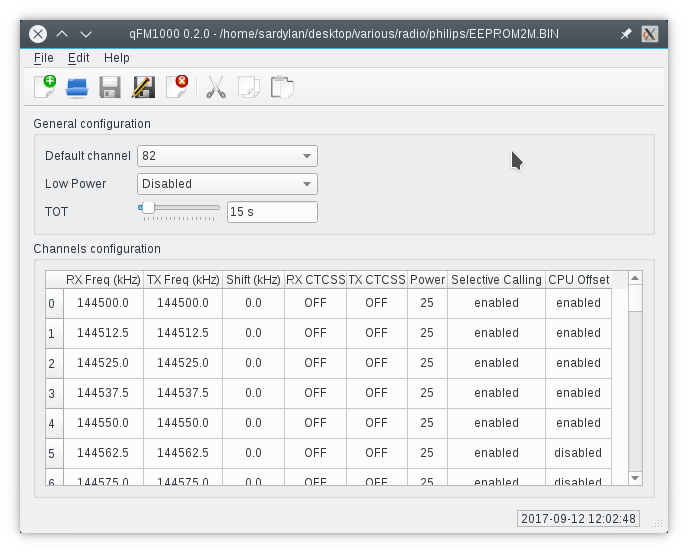 qFM1000 0.2.0 - /home/sardylan/desktop/various/radio/philips/EEPROM2M.BIN
File Edit Help
General configuration
Default channel 82
Low Power Disabled
TOT 15 s
Channels configuration
RX Freq (kHz) TX Freq (kHz) Shift (kHz) RX CTCSS TX CTCSS Power Selective Calling CPU Offset
0 144500.0 144500.0 0.0 OFF OFF 25 enabled enabled
1 144512.5 144512.5 0.0 OFF OFF 25 enabled enabled
2 144525.0 144525.0 0.0 OFF OFF 25 enabled enabled
3 144537.5 144537.5 0.0 OFF OFF 25 enabled enabled
4 144550.0 144550.0 0.0 OFF OFF 25 enabled enabled
5 144562.5 144562.5 0.0 OFF OFF 25 enabled disabled
6 144575.0 144575.0 0.0 OFF OFF 25 enabled disabled
2017-09-12 12:02:48